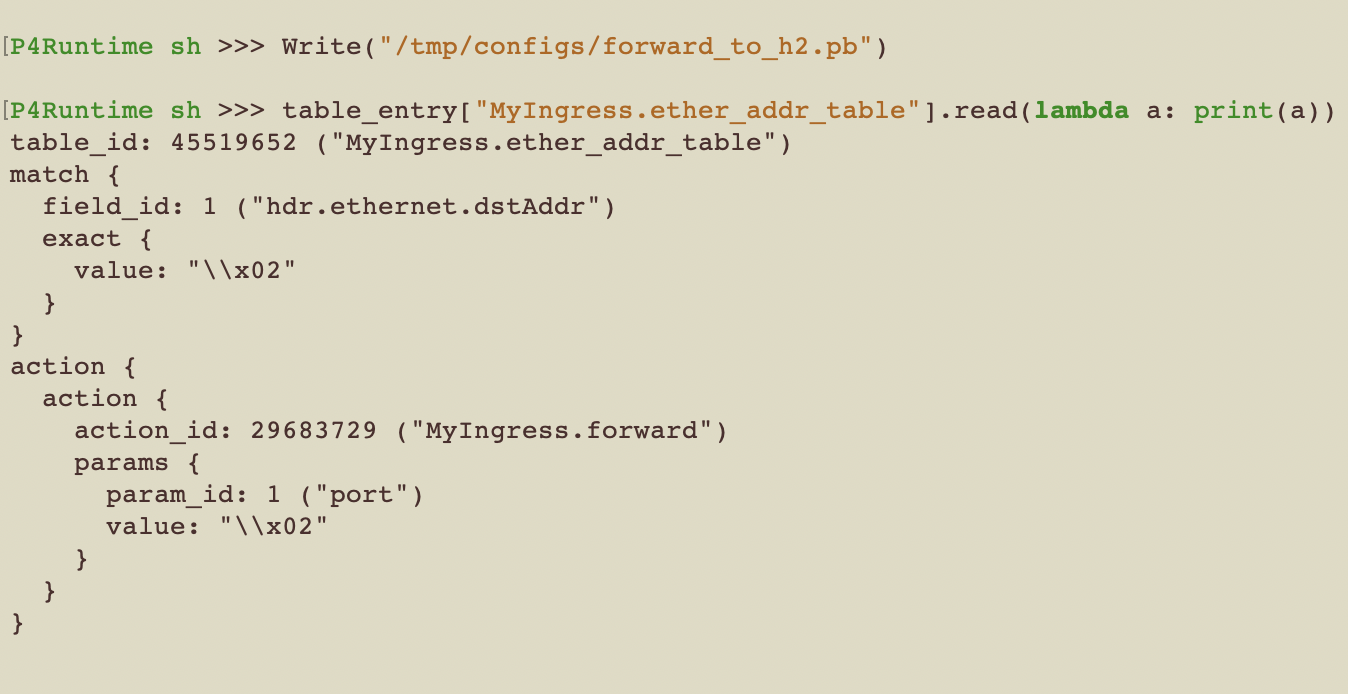 [P4Runtime sh >>> Write("/tmp/configs/forward_to_h2.pb")
[P4Runtime sh >>> table_entry["MyIngress.ether_addr_table"].read(lambda a: print(a))
table_id: 45519652 ("MyIngress.ether_addr_table")
match {
  field_id: 1 ("hdr.ethernet.dstAddr")
  exact {
    value: "\\x02"
  }
}
action {
  action {
    action_id: 29683729 ("MyIngress.forward")
    params {
      param_id: 1 ("port")
      value: "\\x02"
    }
  }
}